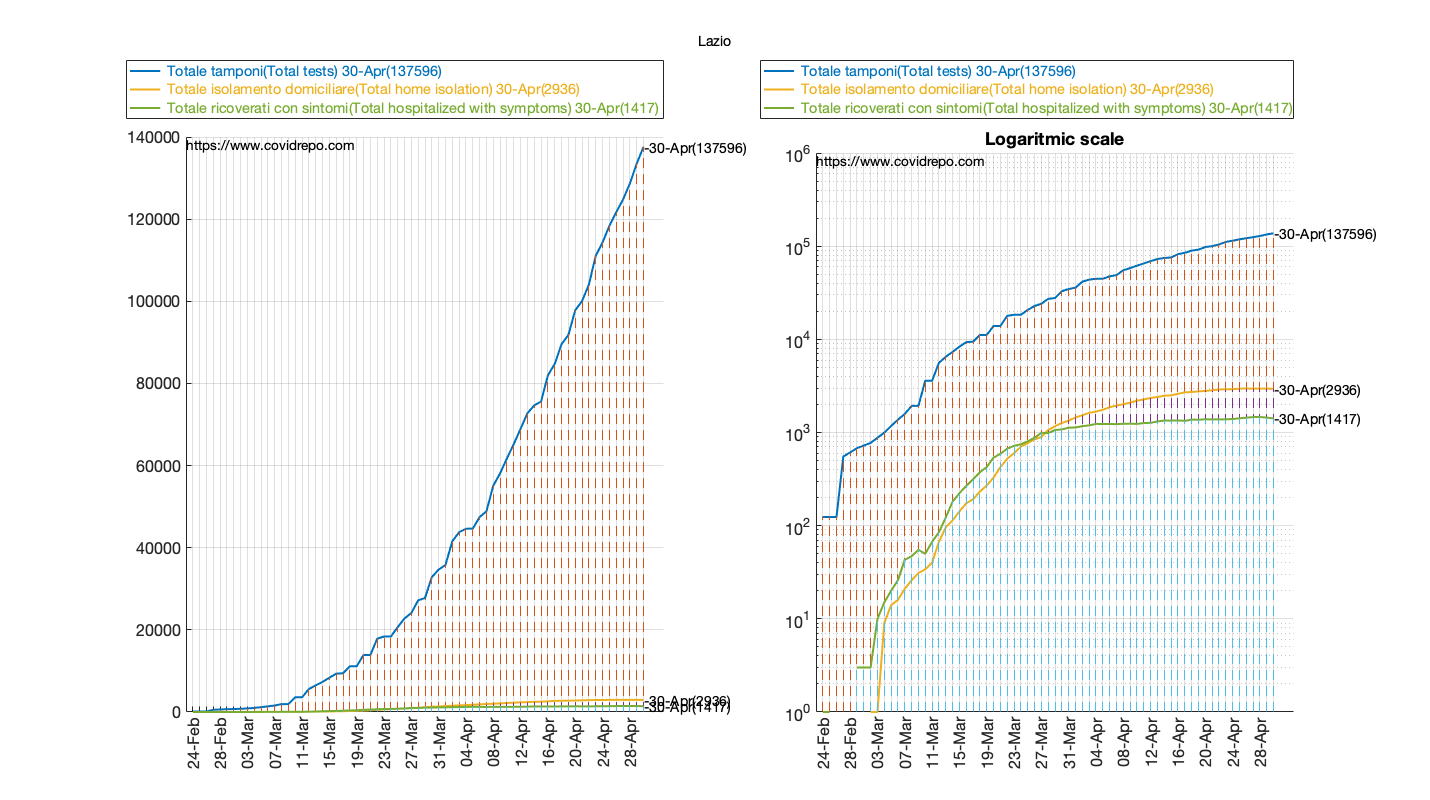 Lazio
Totale tamponi(Total tests) 30-Apr(137596)
Totale isolamento domiciliare(Total home isolation) 30-Apr(2936)
Totale ricoverati con sintomi(Total hospitalized with symptoms) 30-Apr(1417)
140000
120000
100000
80000
60000
40000
20000
0
https://www.covidrepo.com
-30-Apr(137596)
-30-Apr(2936)
-30-Apr(1417)
24-Feb
28-Feb
03-Mar
07-Mar
11-Mar
15-Mar
19-Mar
23-Mar
27-Mar
31-Mar
04-Apr
08-Apr
12-Apr
16-Apr
20-Apr
24-Apr
28-Apr
Totale tamponi(Total tests) 30-Apr(137596)
Totale isolamento domiciliare(Total home isolation) 30-Apr(2936)
Totale ricoverati con sintomi(Total hospitalized with symptoms) 30-Apr(1417)
Logaritmic scale
10^6
10^5
10^4
10^3
10^2
10^1
10^0
https://www.covidrepo.com
-30-Apr(137596)
-30-Apr(2936)
-30-Apr(1417)
24-Feb
28-Feb
03-Mar
07-Mar
11-Mar
15-Mar
19-Mar
23-Mar
27-Mar
31-Mar
04-Apr
08-Apr
12-Apr
16-Apr
20-Apr
24-Apr
28-Apr